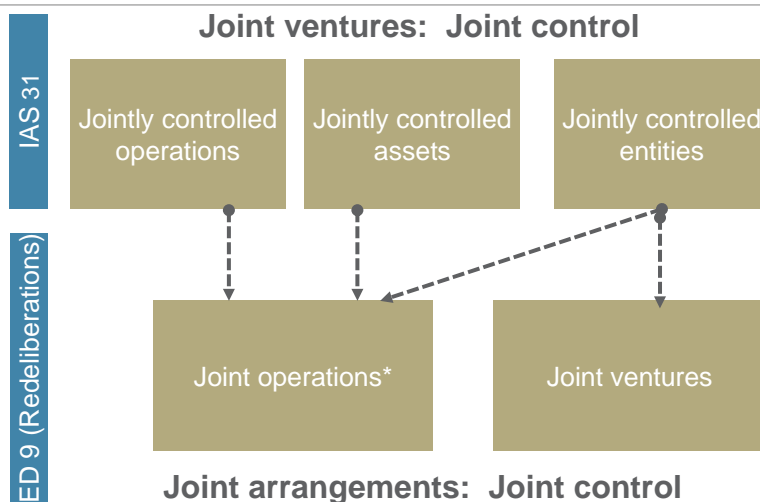 Joint ventures: Joint control
IAS 31
Jointly controlled
operations
Jointly controlled
assets
Jointly controlled
entities
ED 9 (Redeliberations)
Joint operations*
Joint ventures
Joint arrangements: Joint control